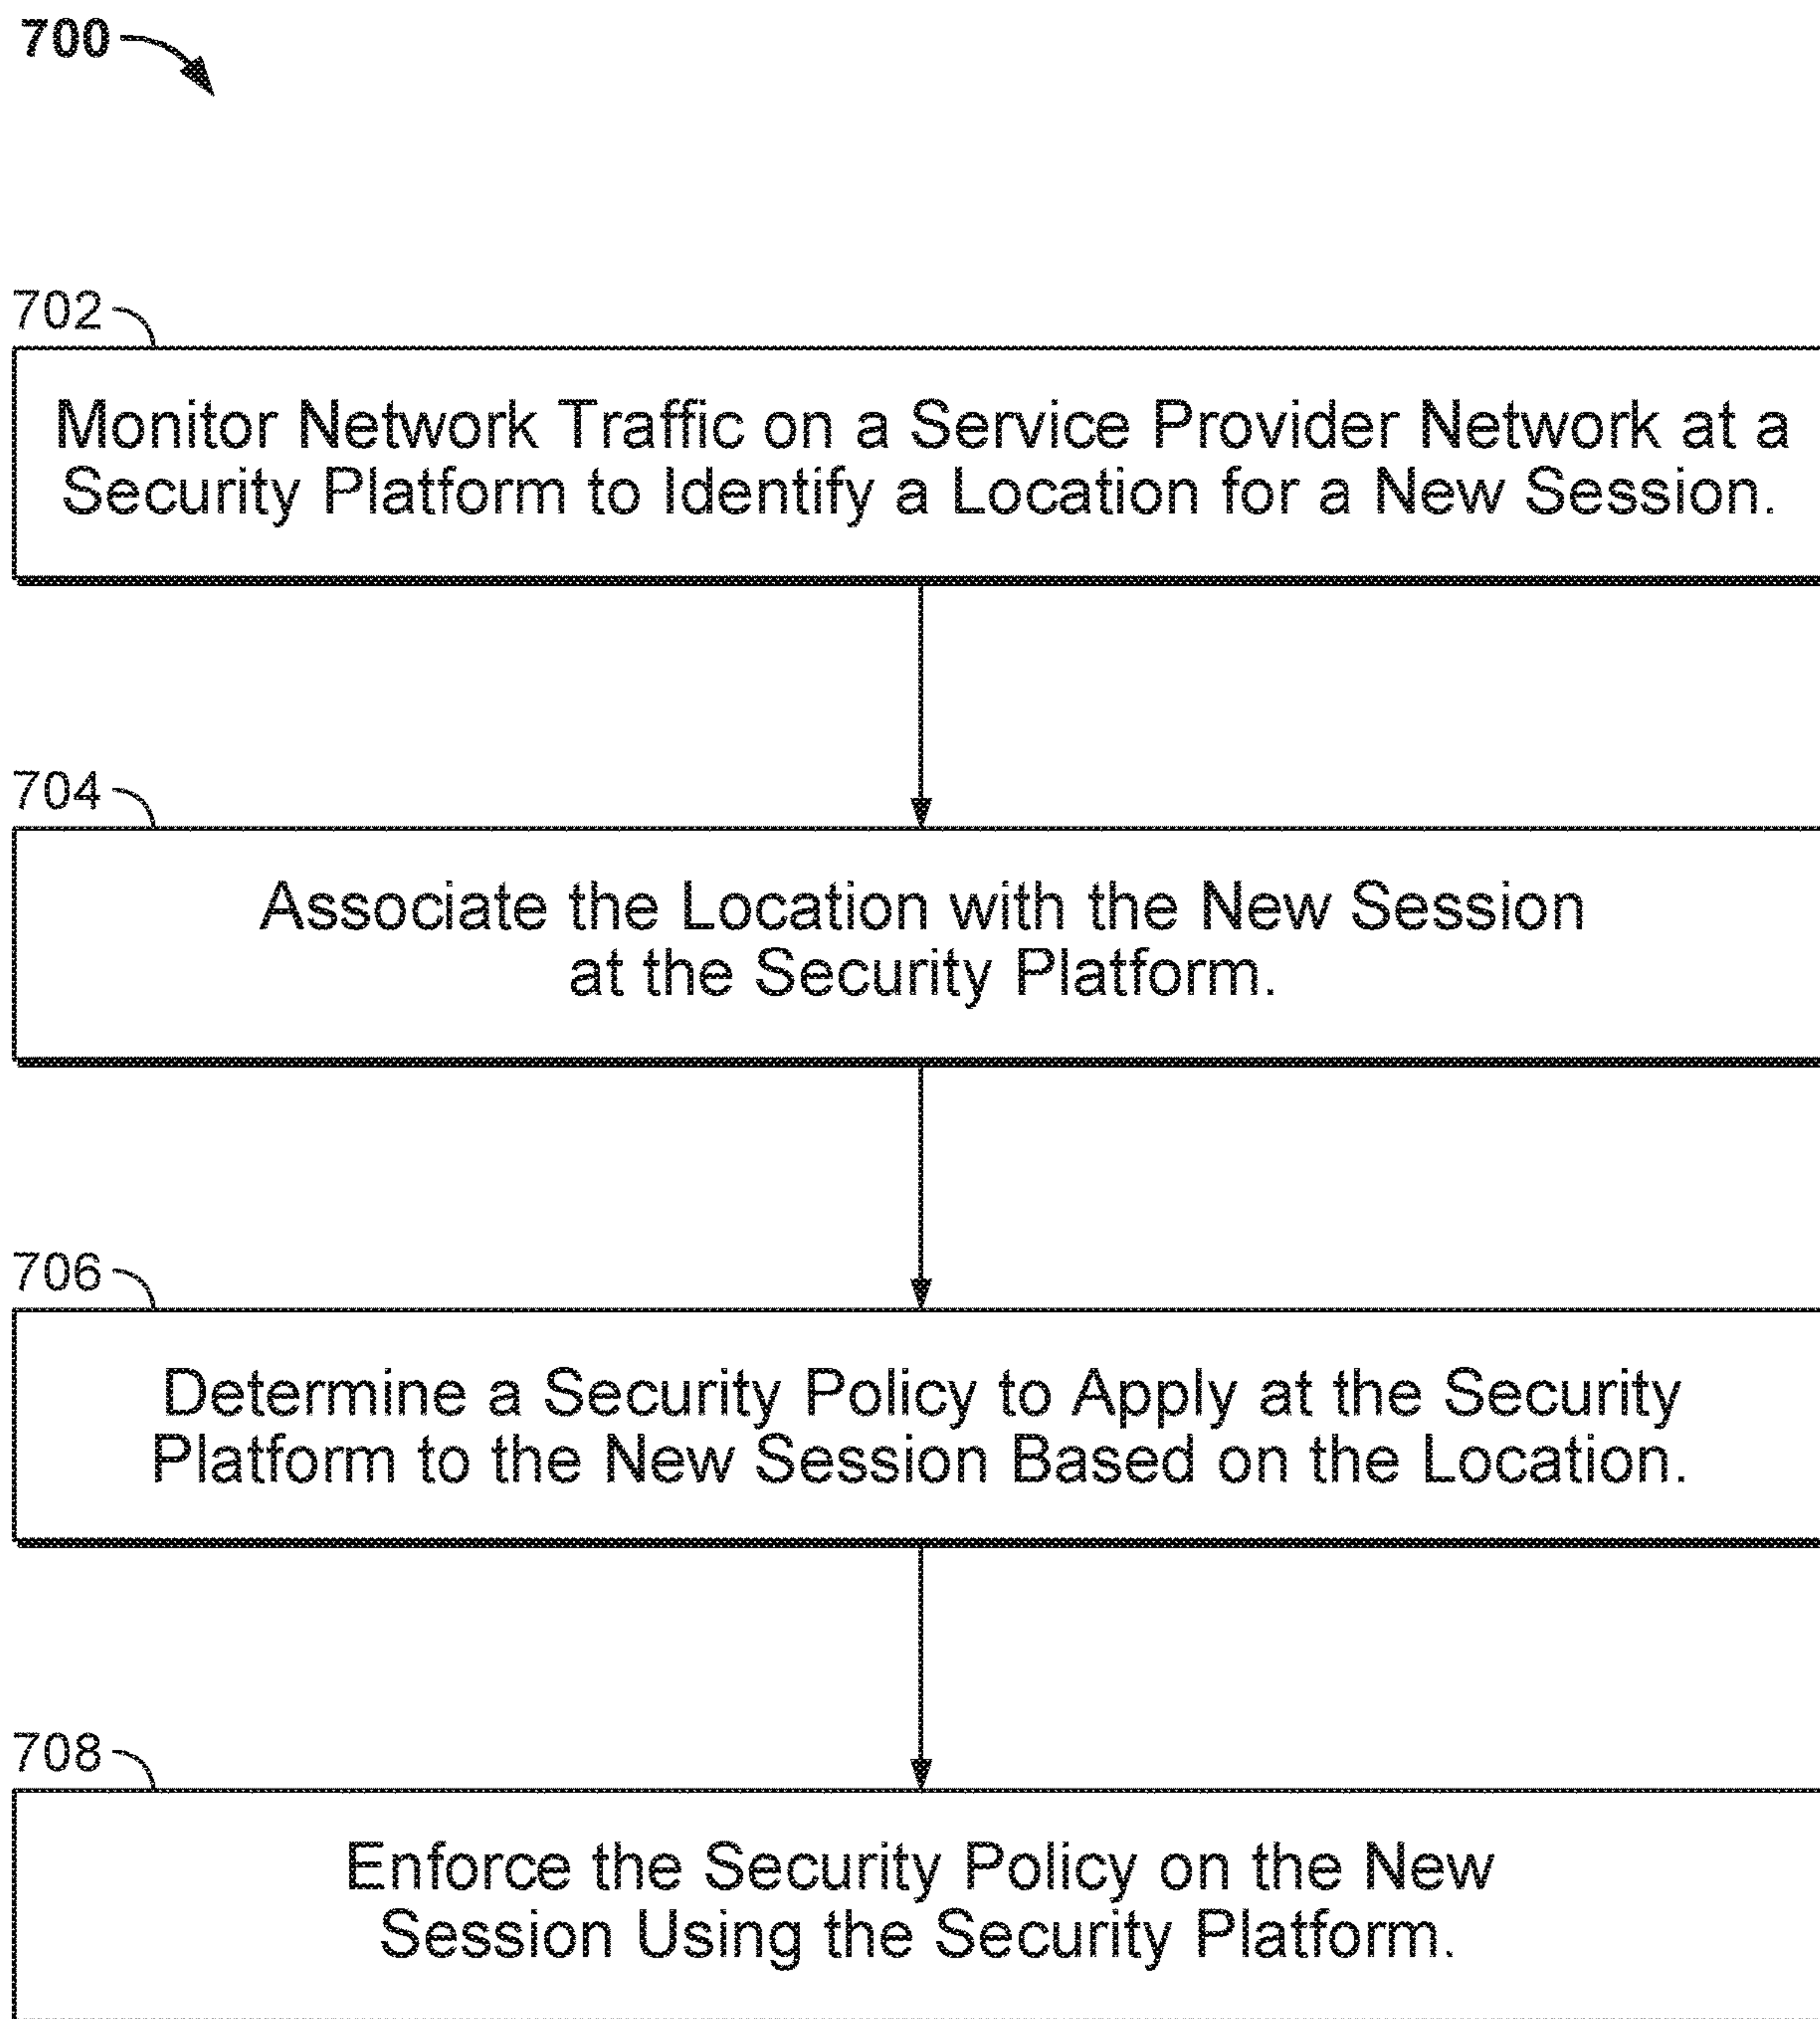 700
702
Monitor Network Traffic on a Service Provider Network at a
Security Platform to Identify a Location for a New Session.
704
Associate the Location with the New Session
at the Security Platform.
706
Determine a Security Policy to Apply at the Security
Platform to the New Session Based on the Location.
708
Enforce the Security Policy on the New
Session Using the Security Platform.